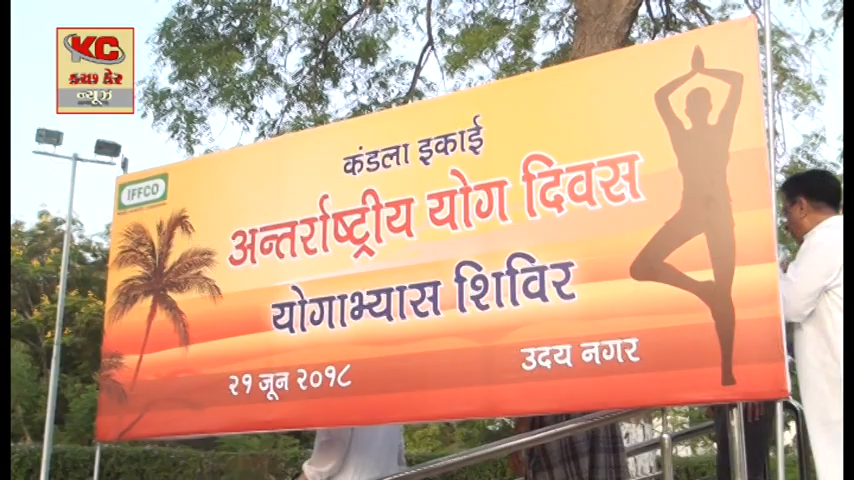 KC
કચ્છ કેર
ન્યૂઝ
IFFCO
कंडला इकाई
अन्तर्राष्ट्रीय योग दिवस
योगाभ्यास शिविर
२१ जून २०१८
उदय नगर